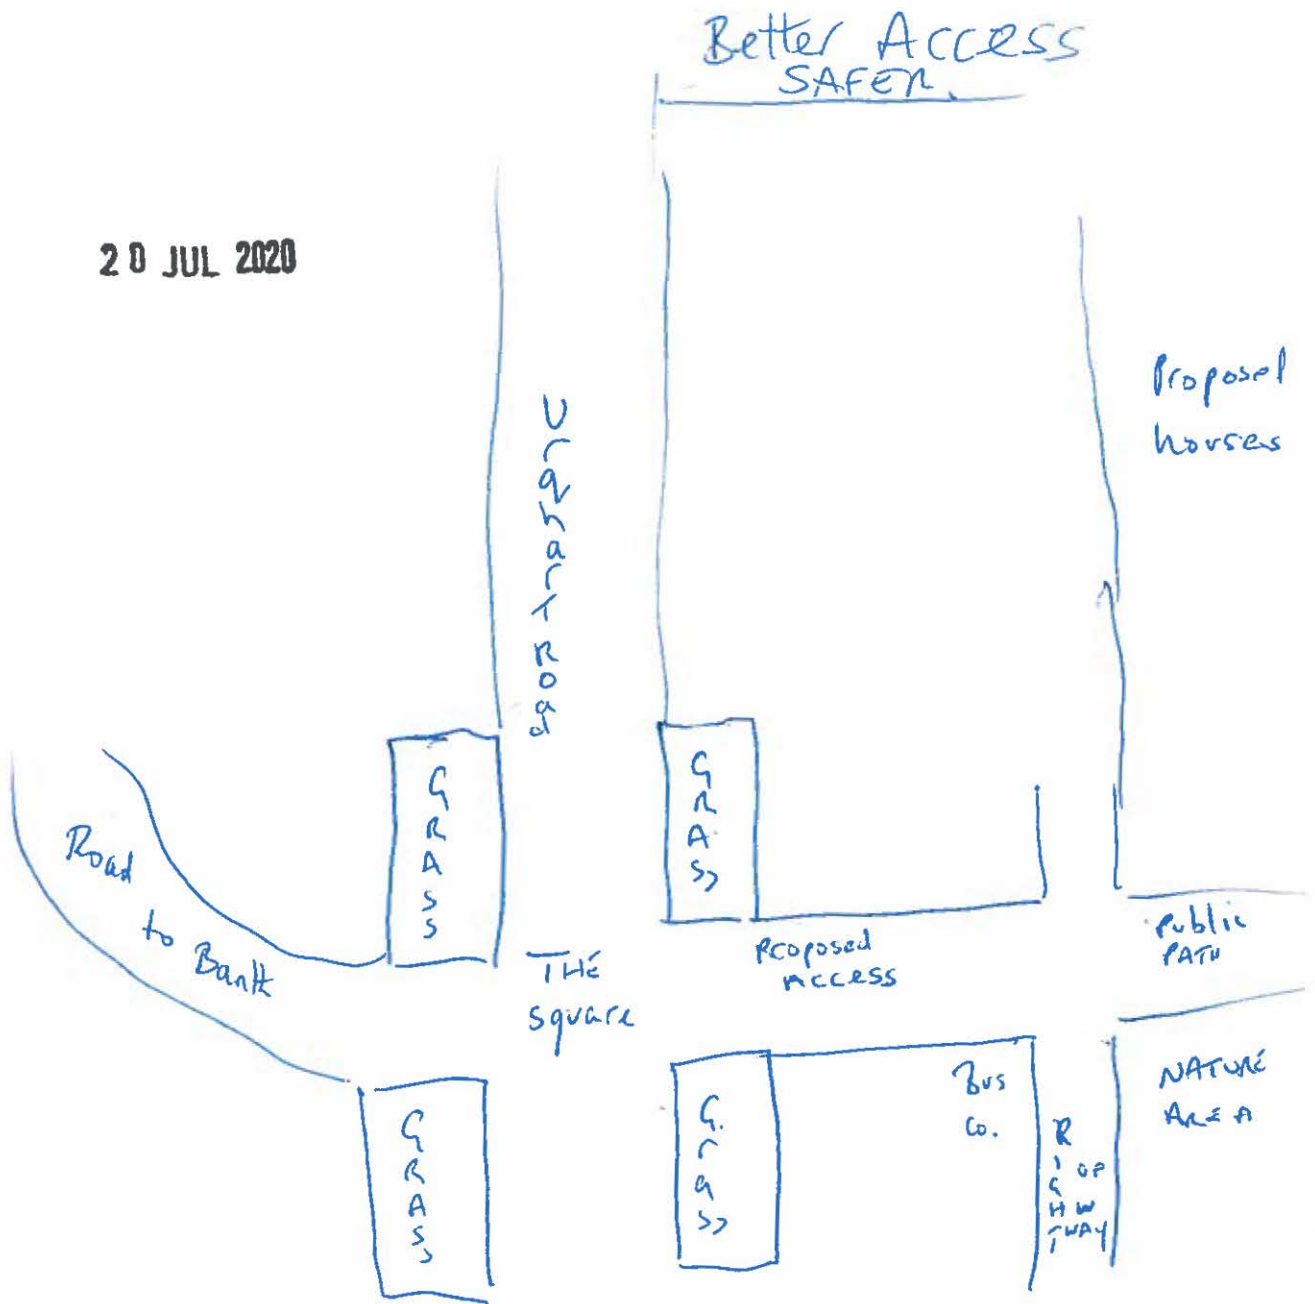 Better Access
SAFER
20 JUL 2020
Urqhart Road
Proposed
houses
GRASS
GRASS
Road
to Bank
THE
square
Proposed
Access
Public
PATH
GRASS
Grass
Bus
Co.
RIGHT OF
WAY
NATURE
AREA